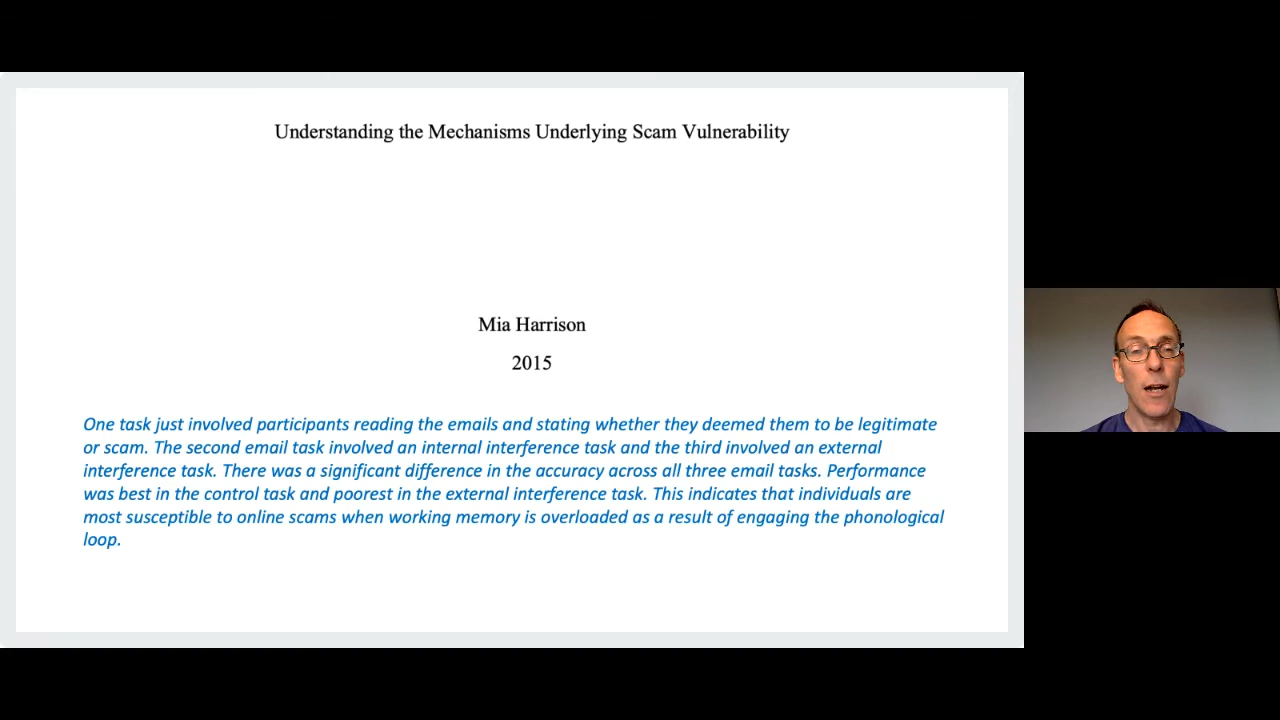 Understanding the Mechanisms Underlying Scam Vulnerability
Mia Harrison
2015
One task just involved participants reading the emails and stating whether they deemed them to be legitimate
or scam. The second email task involved an internal interference task and the third involved an external
interference task. There was a significant difference in the accuracy across all three email tasks. Performance
was best in the control task and poorest in the external interference task. This indicates that individuals are
most susceptible to online scams when working memory is overloaded as a result of engaging the phonological
loop.